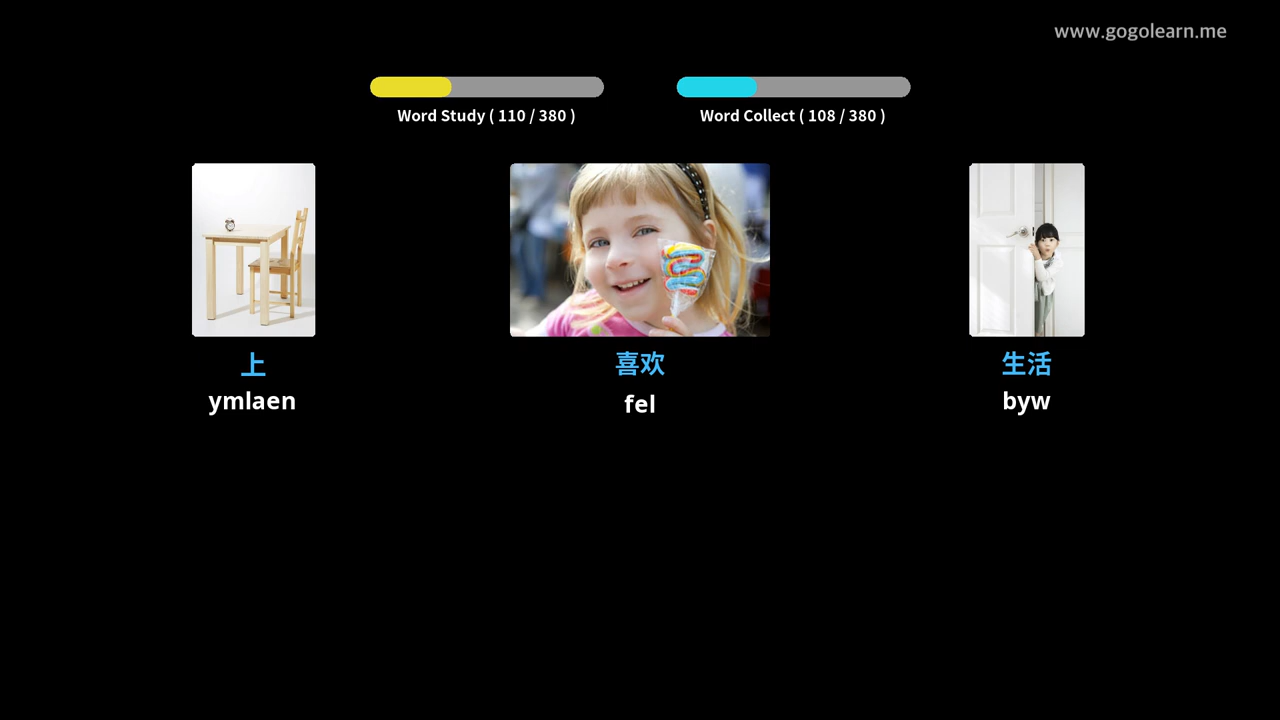 www.gogolearn.me
Word Study ( 110 / 380 )
Word Collect ( 108 / 380 )
上
喜欢
生活
ymlaen
fel
byw